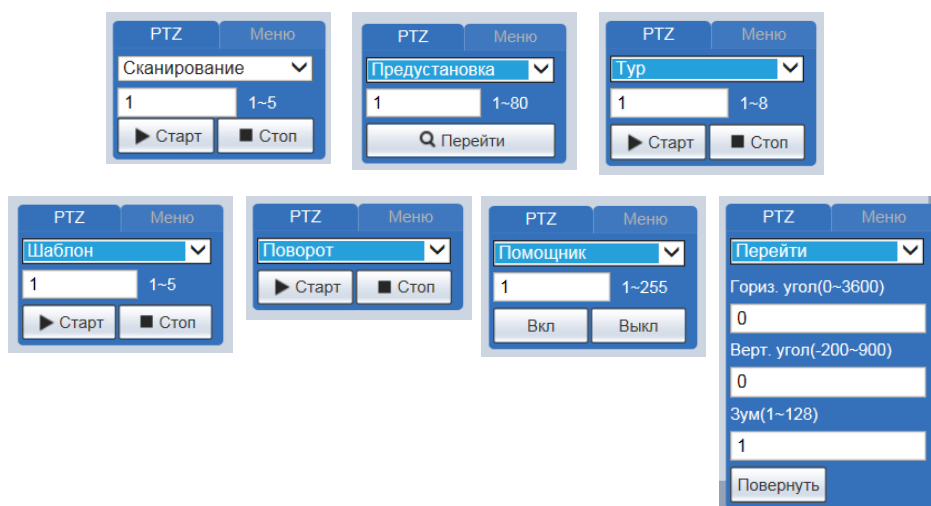 PTZ Меню
Сканирование
1 1~5
Старт Стоп
PTZ Меню
Предустановка
1 1~80
Перейти
PTZ Меню
Тур
1 1~8
Старт Стоп
PTZ Меню
Шаблон
1 1~5
Старт Стоп
PTZ Меню
Поворот
Старт Стоп
PTZ Меню
Помощник
1 1~255
Вкл Выкл
PTZ Меню
Перейти
Гориз. угол(0~3600)
0
Верт. угол(-200~900)
0
Зум(1~128)
1
Повернуть